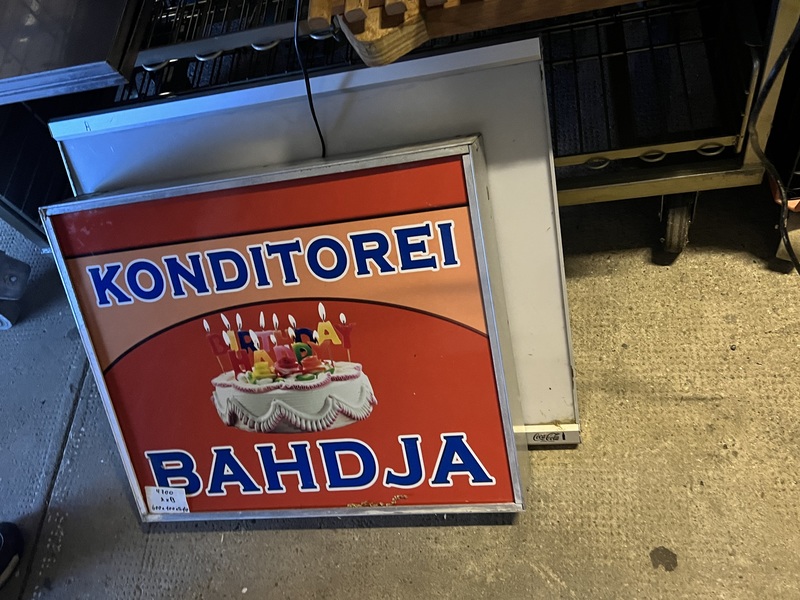 KONDITOREI
BIRTHDAY
HAPPY
BAHDJA
Coca-Cola